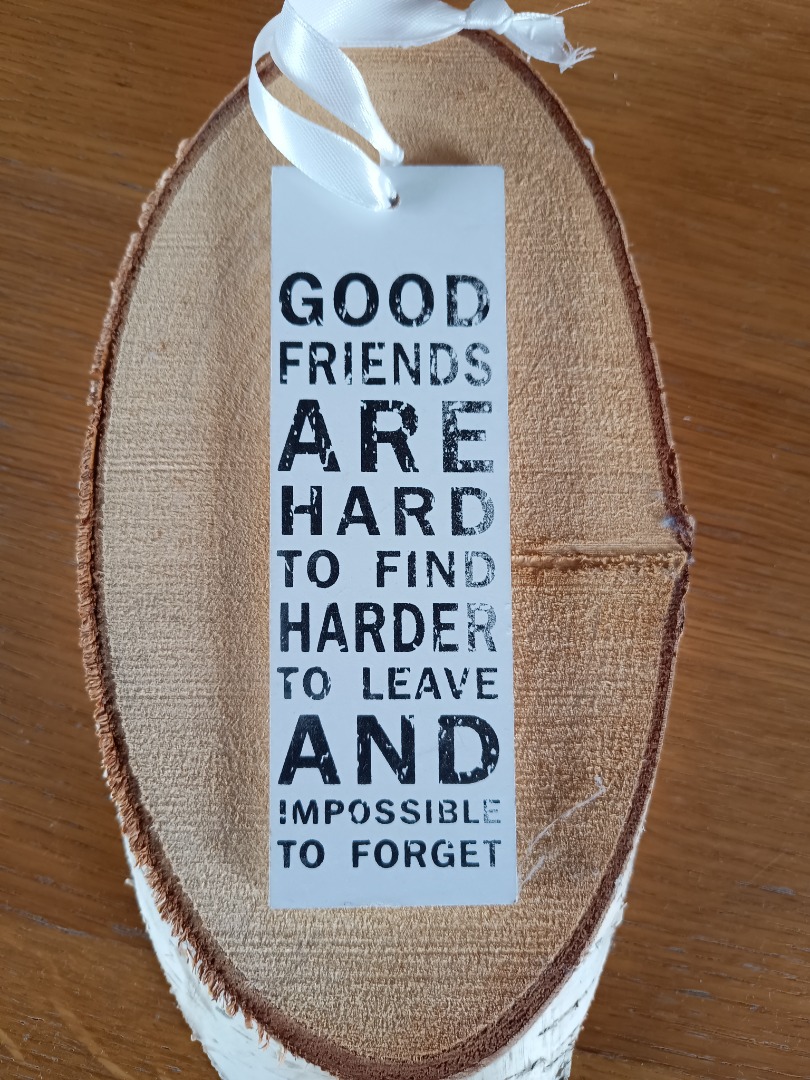 GOOD
FRIENDS
ARE
HARD
TO FIND
HARDER
TO LEAVE
AND
IMPOSSIBLE
TO FORGET